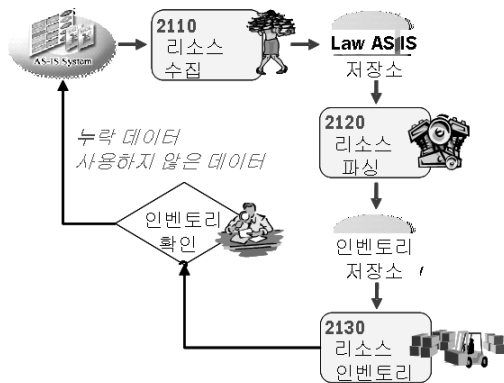 AS-IS System
2110
리소스
수집
Law AS|IS
저장소
2120
리소스
파싱
인벤토리
저장소
2130
리소스
인벤토리
인벤토리
확인
누락 데이터
사용하지 않은 데이터